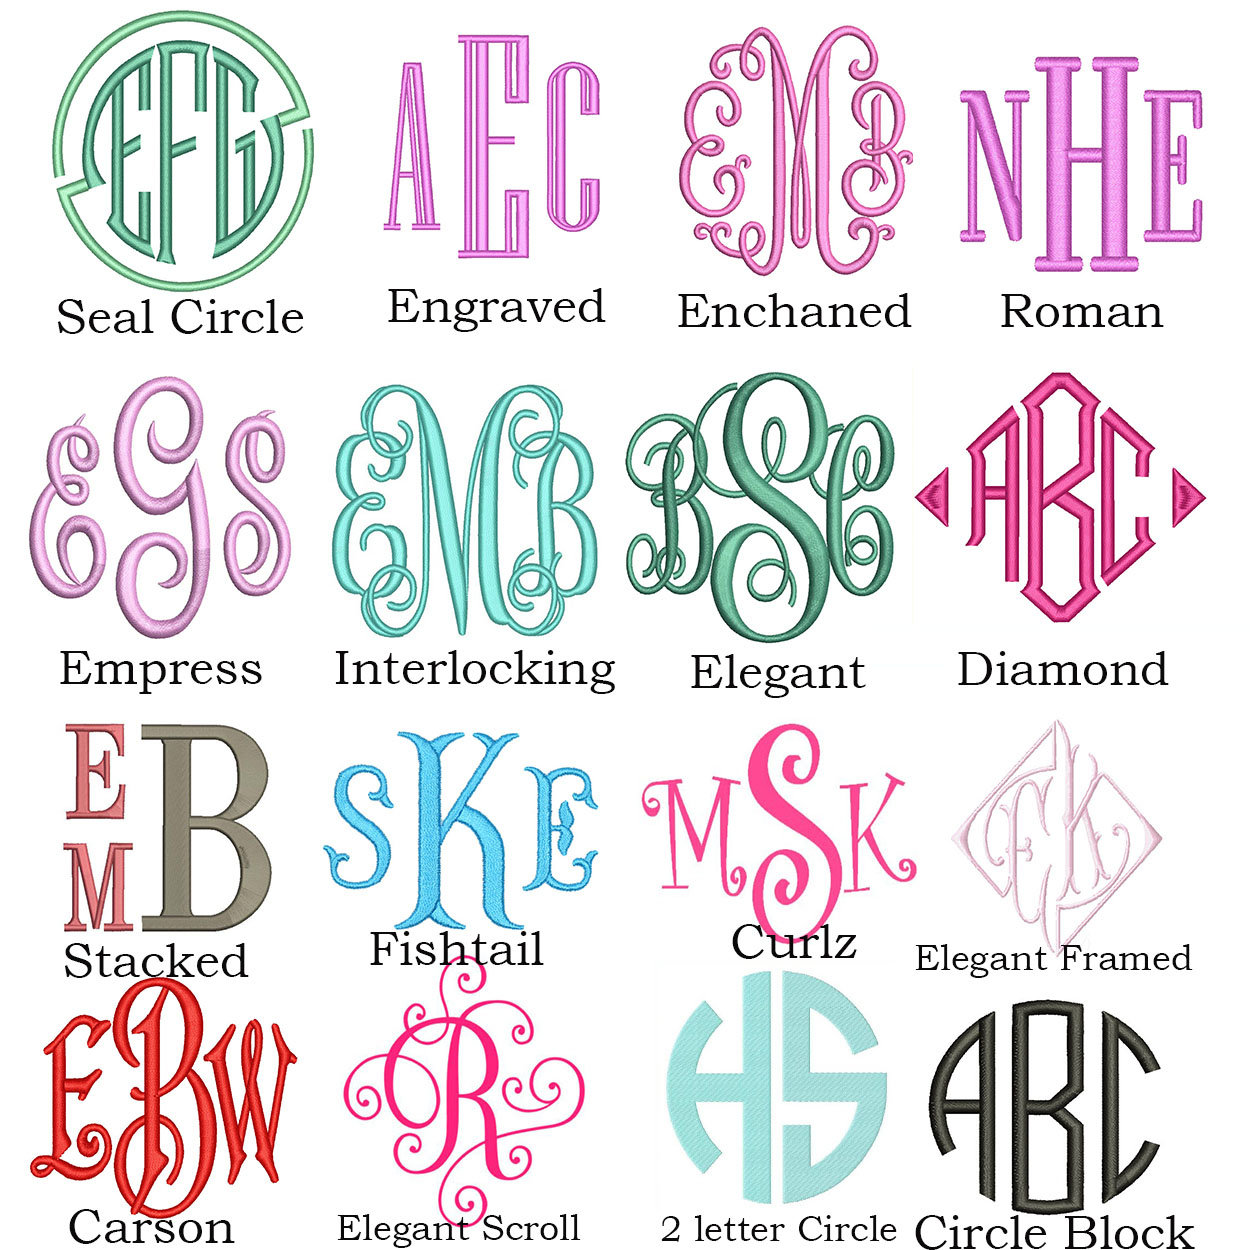 EFG
AEC
EMB
NHE
Seal Circle
Engraved
Enchaned
Roman
EGS
EMB
BSC
ABC
Empress
Interlocking
Elegant
Diamond
E
M
B
SKE
MSK
CEK
Stacked
Fishtail
Curlz
Elegant Framed
EBW
R
HS
ABC
Carson
Elegant Scroll
2 letter Circle
Circle Block